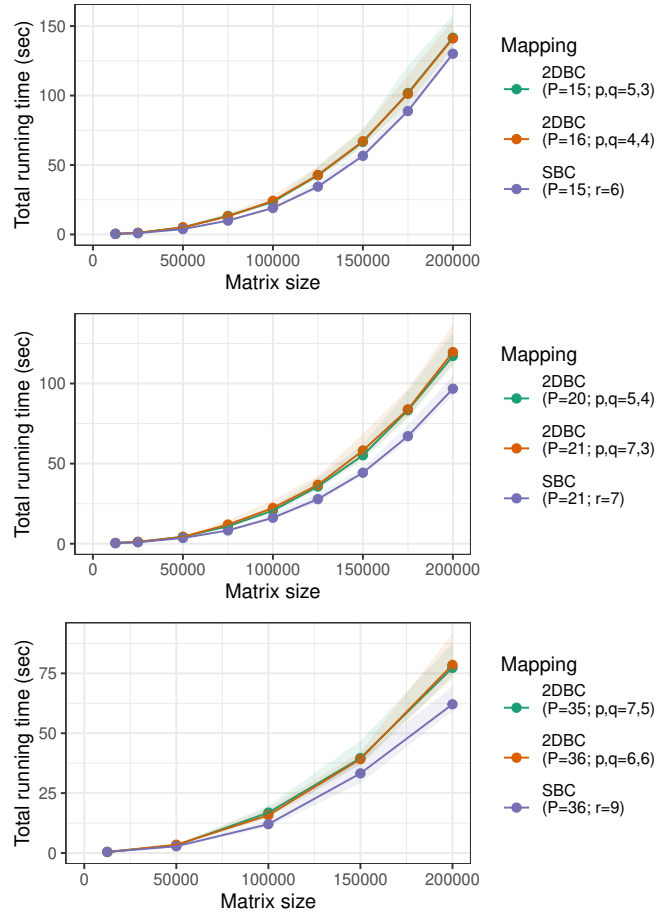 Total running time (sec)
150
100
50
0
0
50000
100000
150000
200000
Matrix size
Mapping
2DBC
(P=15; p,q=5,3)
2DBC
(P=16; p,q=4,4)
SBC
(P=15; r=6)
Total running time (sec)
100
50
0
0
50000
100000
150000
200000
Matrix size
Mapping
2DBC
(P=20; p,q=5,4)
2DBC
(P=21; p,q=7,3)
SBC
(P=21; r=7)
Total running time (sec)
75
50
25
0
0
50000
100000
150000
200000
Matrix size
Mapping
2DBC
(P=35; p,q=7,5)
2DBC
(P=36; p,q=6,6)
SBC
(P=36; r=9)